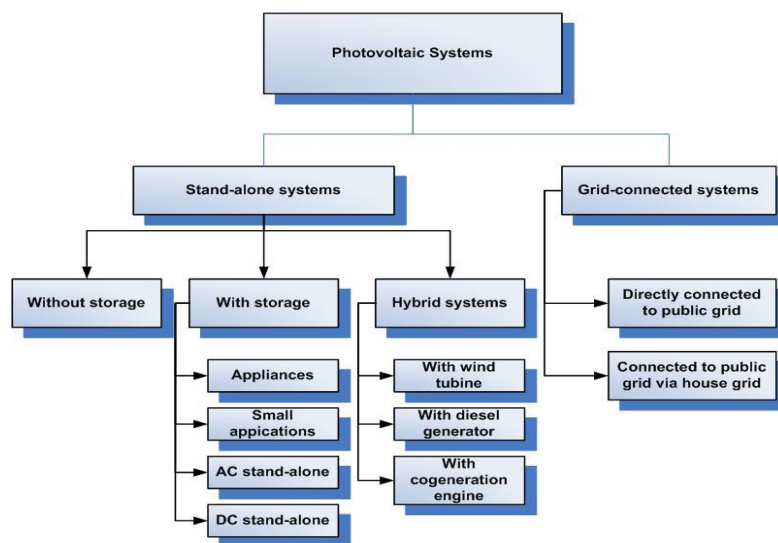 Photovoltaic Systems
Stand-alone systems
Grid-connected systems
Without storage
With storage
Hybrid systems
Directly connected
to public grid
Appliances
With wind
tubine
Connected to public
grid via house grid
Small
appications
With diesel
generator
AC stand-alone
With
cogeneration
engine
DC stand-alone